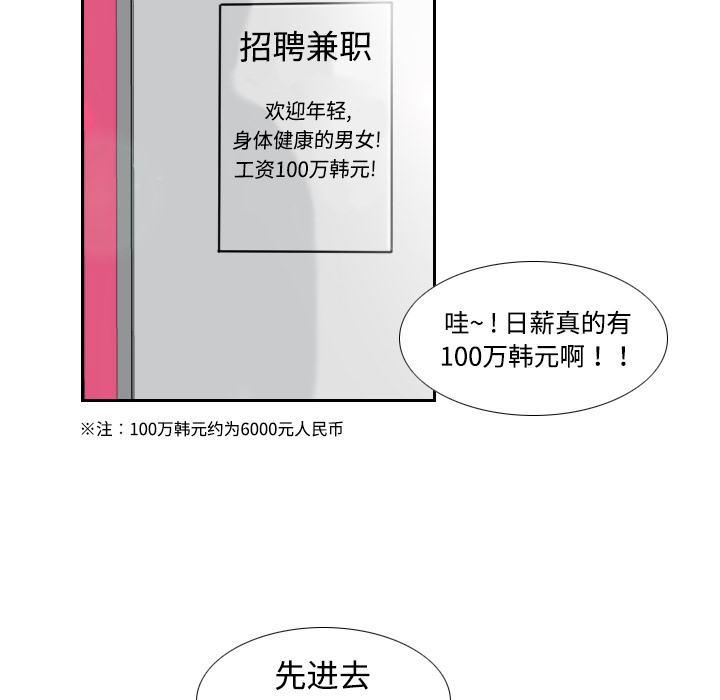 招聘兼职
欢迎年轻,
身体健康的男女!
工资100万韩元!
哇~！日薪真的有
100万韩元啊！！
※注：100万韩元约为6000元人民币
先进去